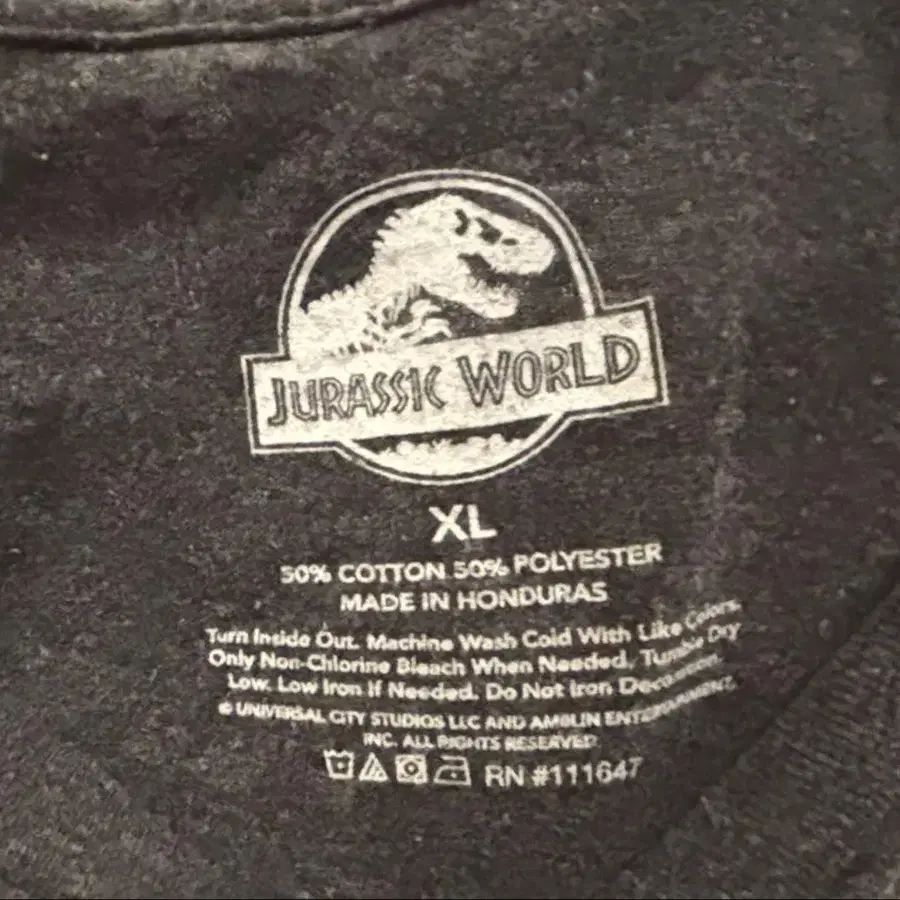 JURASSIC WORLD
XL
50% COTTON 50% POLYESTER
MADE IN HONDURAS
Turn Inside Out. Machine Wash Cold With Like Colors.
Only Non-Chlorine Bleach When Needed. Tumble Dry
Low. Low Iron If Needed. Do Not Iron Decoration.
© UNIVERSAL CITY STUDIOS LLC AND AMBLIN ENTERTAINMENT,
INC. ALL RIGHTS RESERVED
RN #111647